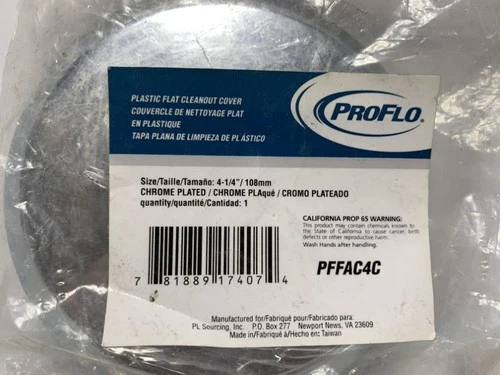 PLASTIC FLAT CLEANOUT COVER
COUVERCLE DE NETTOYAGE PLAT
EN PLASTIQUE
TAPA PLANA DE LIMPIEZA DE PLÁSTICO
PROFLO®
Size/Taille/Tamaño: 4-1/4"/ 108mm
CHROME PLATED / CHROME PLAqué / CROMO PLATEADO
quantity/quantité/Cantidad: 1
CALIFORNIA PROP 65 WARNING:
This product may contain chemicals known to
the State of California to cause cancer, birth
defects or other reproductive harm.
Wash Hands after handling.
PFFAC4C
7 81889 17407 4
Manufactured for/Fabriqué pour/Fabricado para:
PL Sourcing, Inc. P.O. Box 277 Newport News, VA 23609
Made in/Fabriqué à/Hecho en: Taiwan